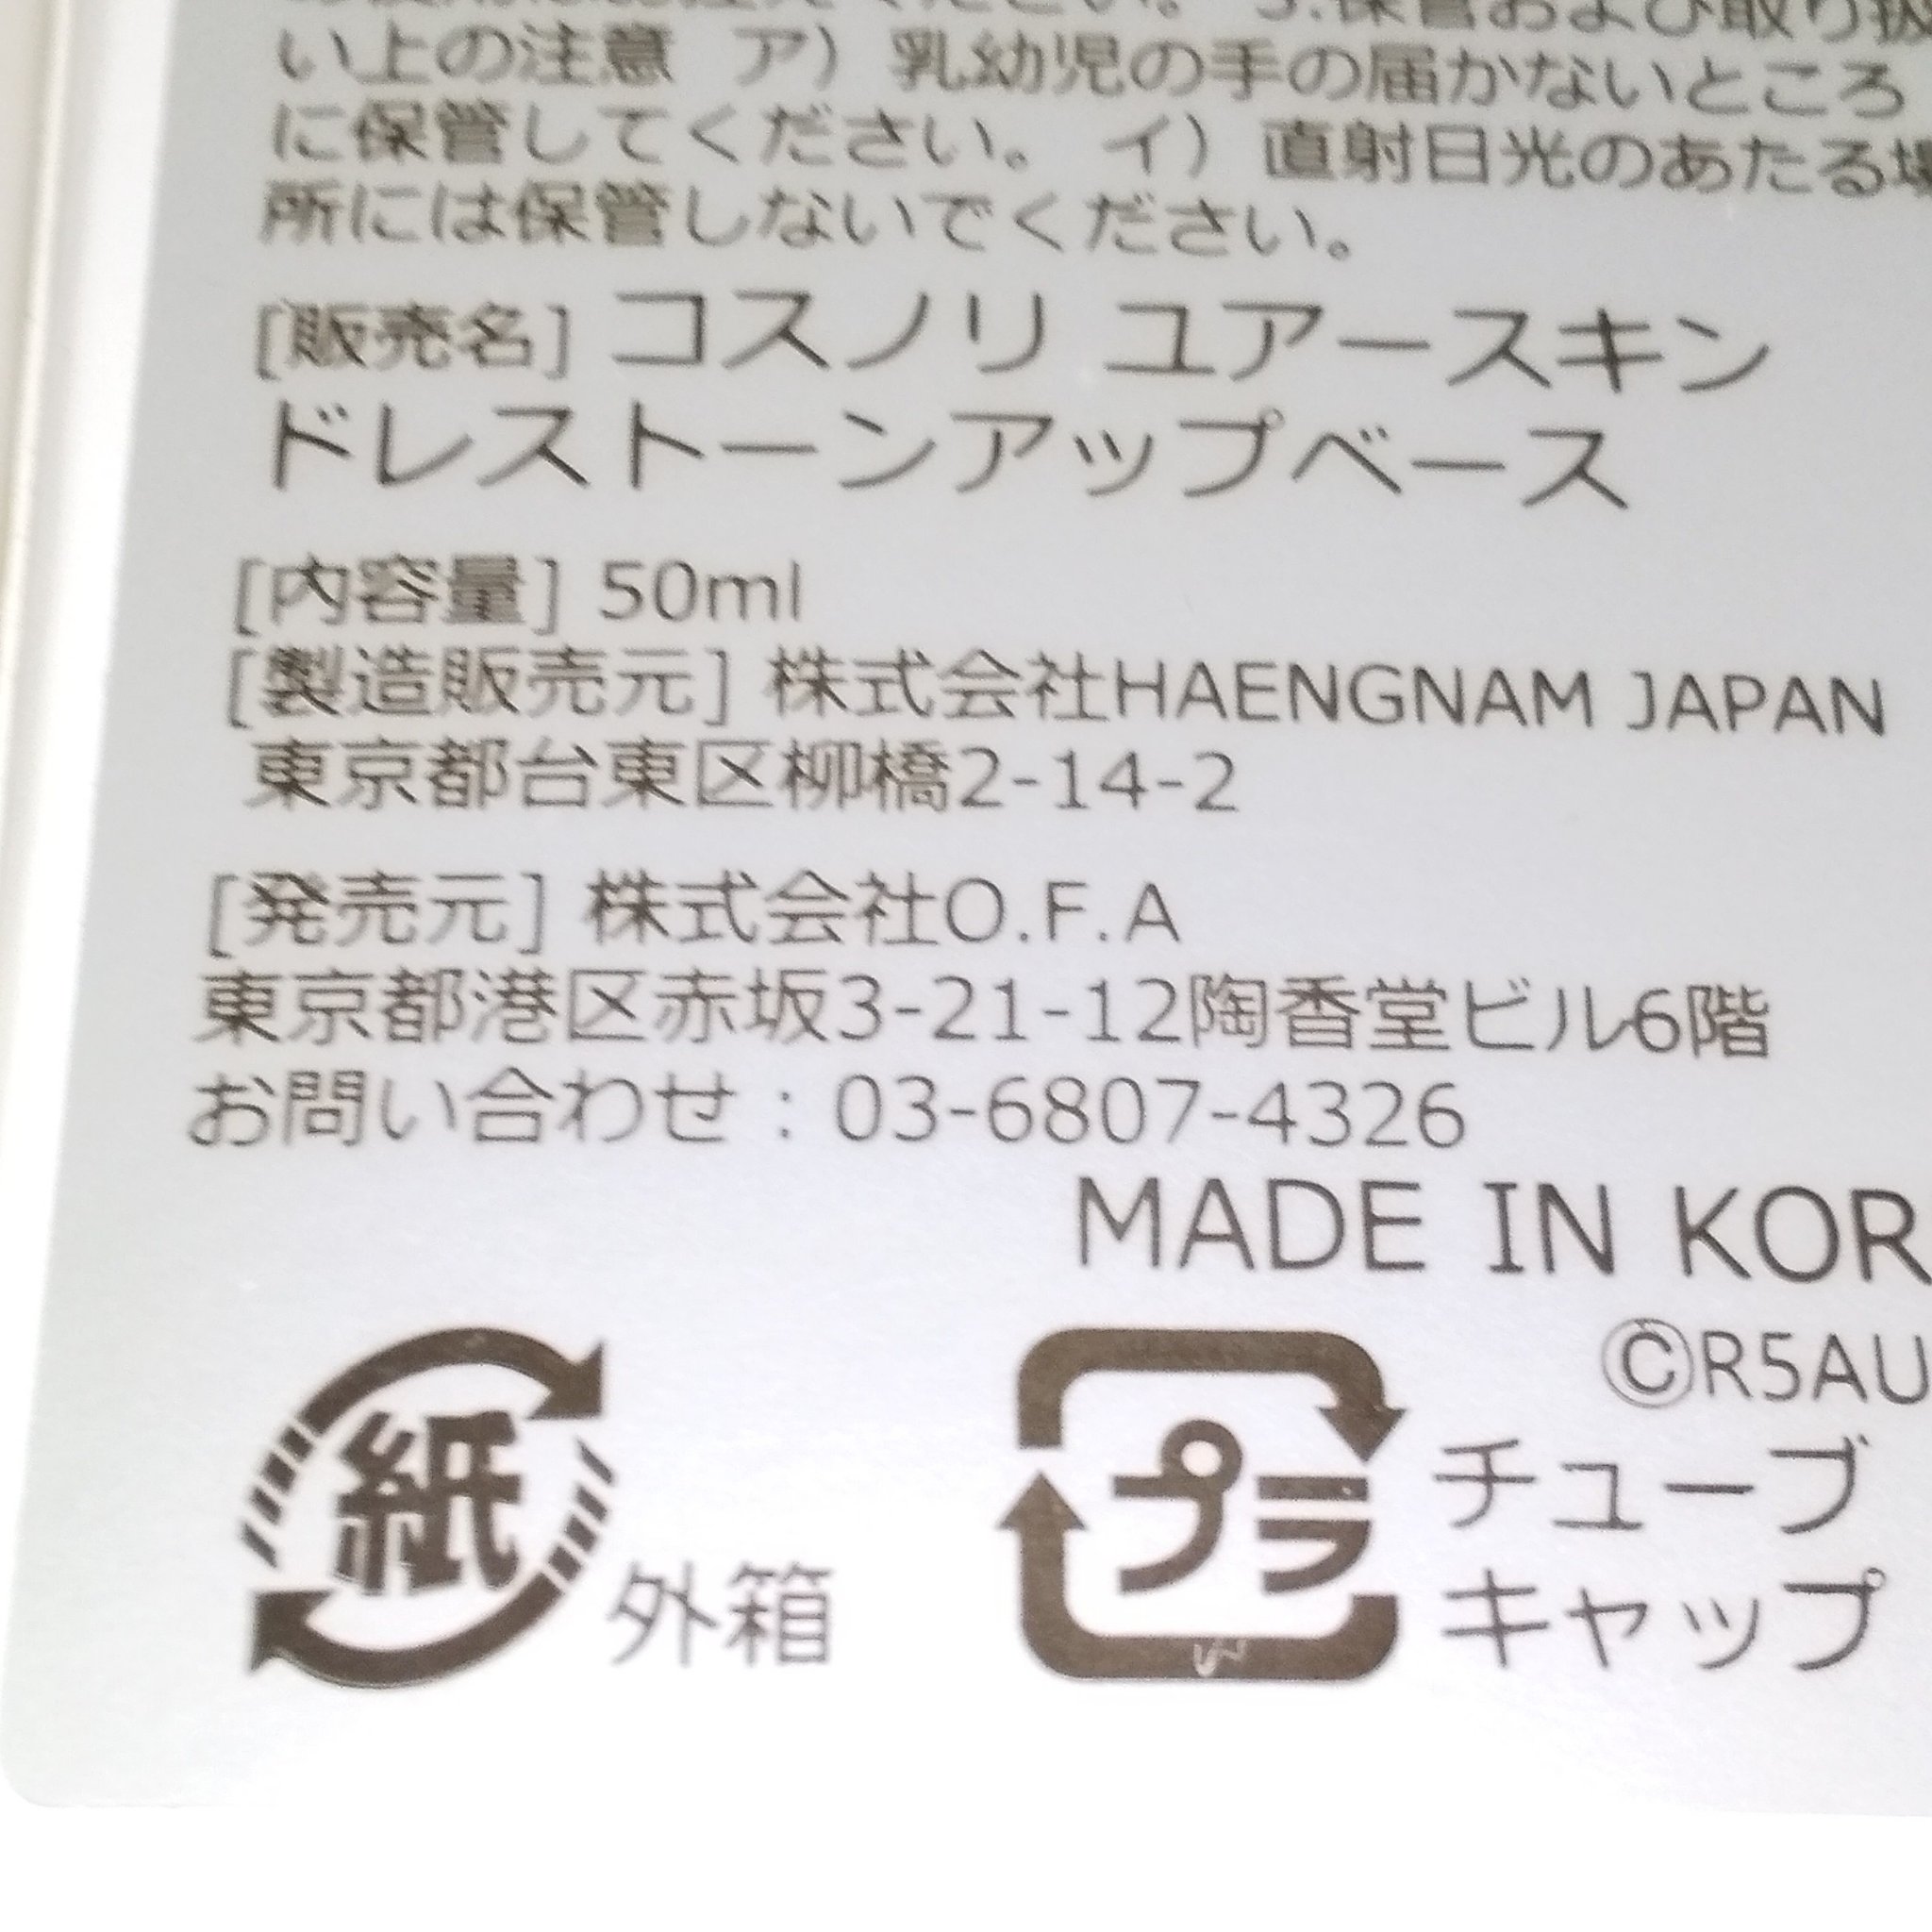 い上の注意 ア）乳幼児の手の届かないところ
に保管してください。 イ）直射日光のあたる場
所には保管しないでください。
[販売名] コスノリ ユアースキン
ドレストーンアップベース
[内容量] 50ml
[製造販売元] 株式会社HAENGNAM JAPAN
東京都台東区柳橋2-14-2
[発売元] 株式会社O.F.A
東京都港区赤坂3-21-12陶香堂ビル6階
お問い合わせ：03-6807-4326
MADE IN KOR
ⒸR5AU
紙 外箱
プラ チューブ
キャップ